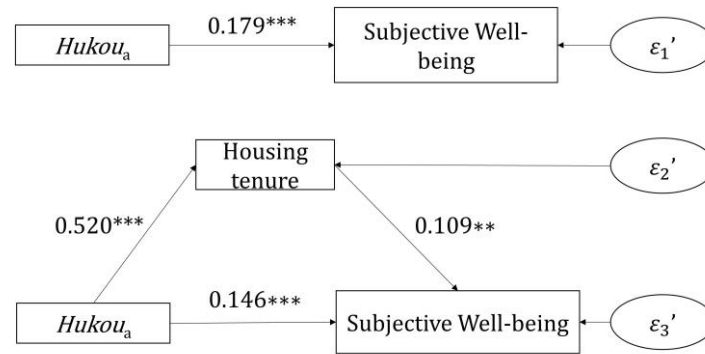 0.179***
Hukouₐ
Subjective Well-
being
ε₁’
Housing
tenure
ε₂’
0.520***
0.109**
0.146***
Hukouₐ
Subjective Well-being
ε₃’